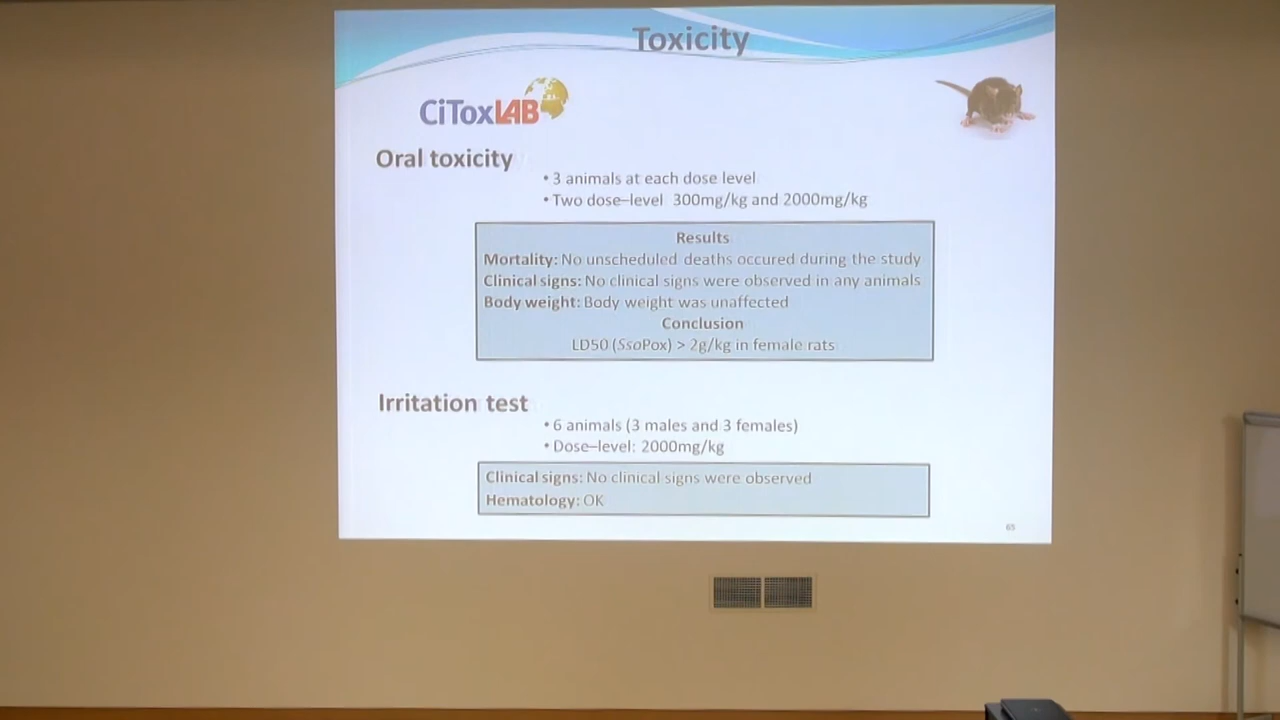 Toxicity
CiToxLAB
Oral toxicity
• 3 animals at each dose level
• Two dose–level 300mg/kg and 2000mg/kg
Results
Mortality: No unscheduled deaths occured during the study
Clinical signs: No clinical signs were observed in any animals
Body weight: Body weight was unaffected
Conclusion
LD50 (SsoPox) > 2g/kg in female rats
Irritation test
• 6 animals (3 males and 3 females)
• Dose–level: 2000mg/kg
Clinical signs: No clinical signs were observed
Hematology: OK
65